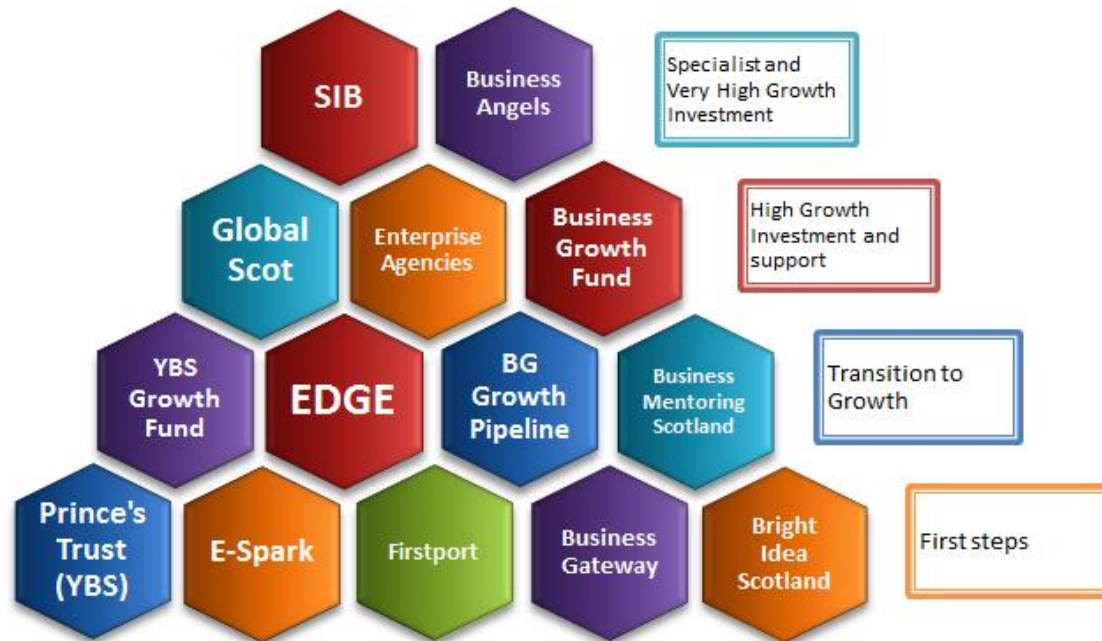 SIB
Business
Angels
Specialist and
Very High Growth
Investment
Global
Scot
Enterprise
Agencies
Business
Growth
Fund
High Growth
Investment and
support
YBS
Growth
Fund
EDGE
BG
Growth
Pipeline
Business
Mentoring
Scotland
Transition to
Growth
Prince's
Trust
(YBS)
E-Spark
Firstport
Business
Gateway
Bright
Idea
Scotland
First steps